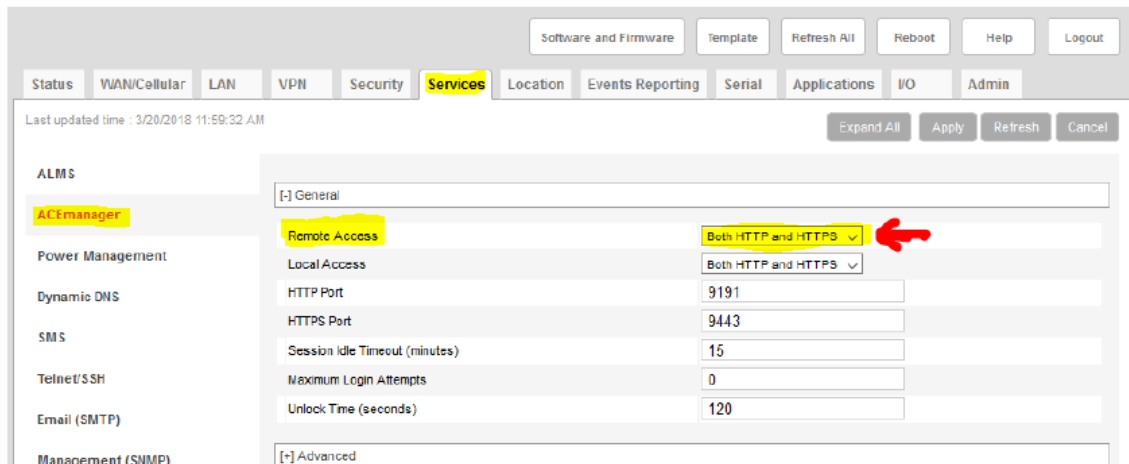 Software and Firmware Template Refresh All Reboot Help Logout
Status WAN/Cellular LAN VPN Security Services Location Events Reporting Serial Applications I/O Admin
Last updated time : 3/20/2018 11:59:32 AM
Expand All Apply Refresh Cancel
ALMS
[-] General
ACEmanager
Remote Access Both HTTP and HTTPS
Power Management
Local Access Both HTTP and HTTPS
HTTP Port 9191
Dynamic DNS
HTTPS Port 9443
SMS
Session Idle Timeout (minutes) 15
Telnet/SSH
Maximum Login Attempts 0
Unlock Time (seconds) 120
Email (SMTP)
Management (SNMP)
[+] Advanced